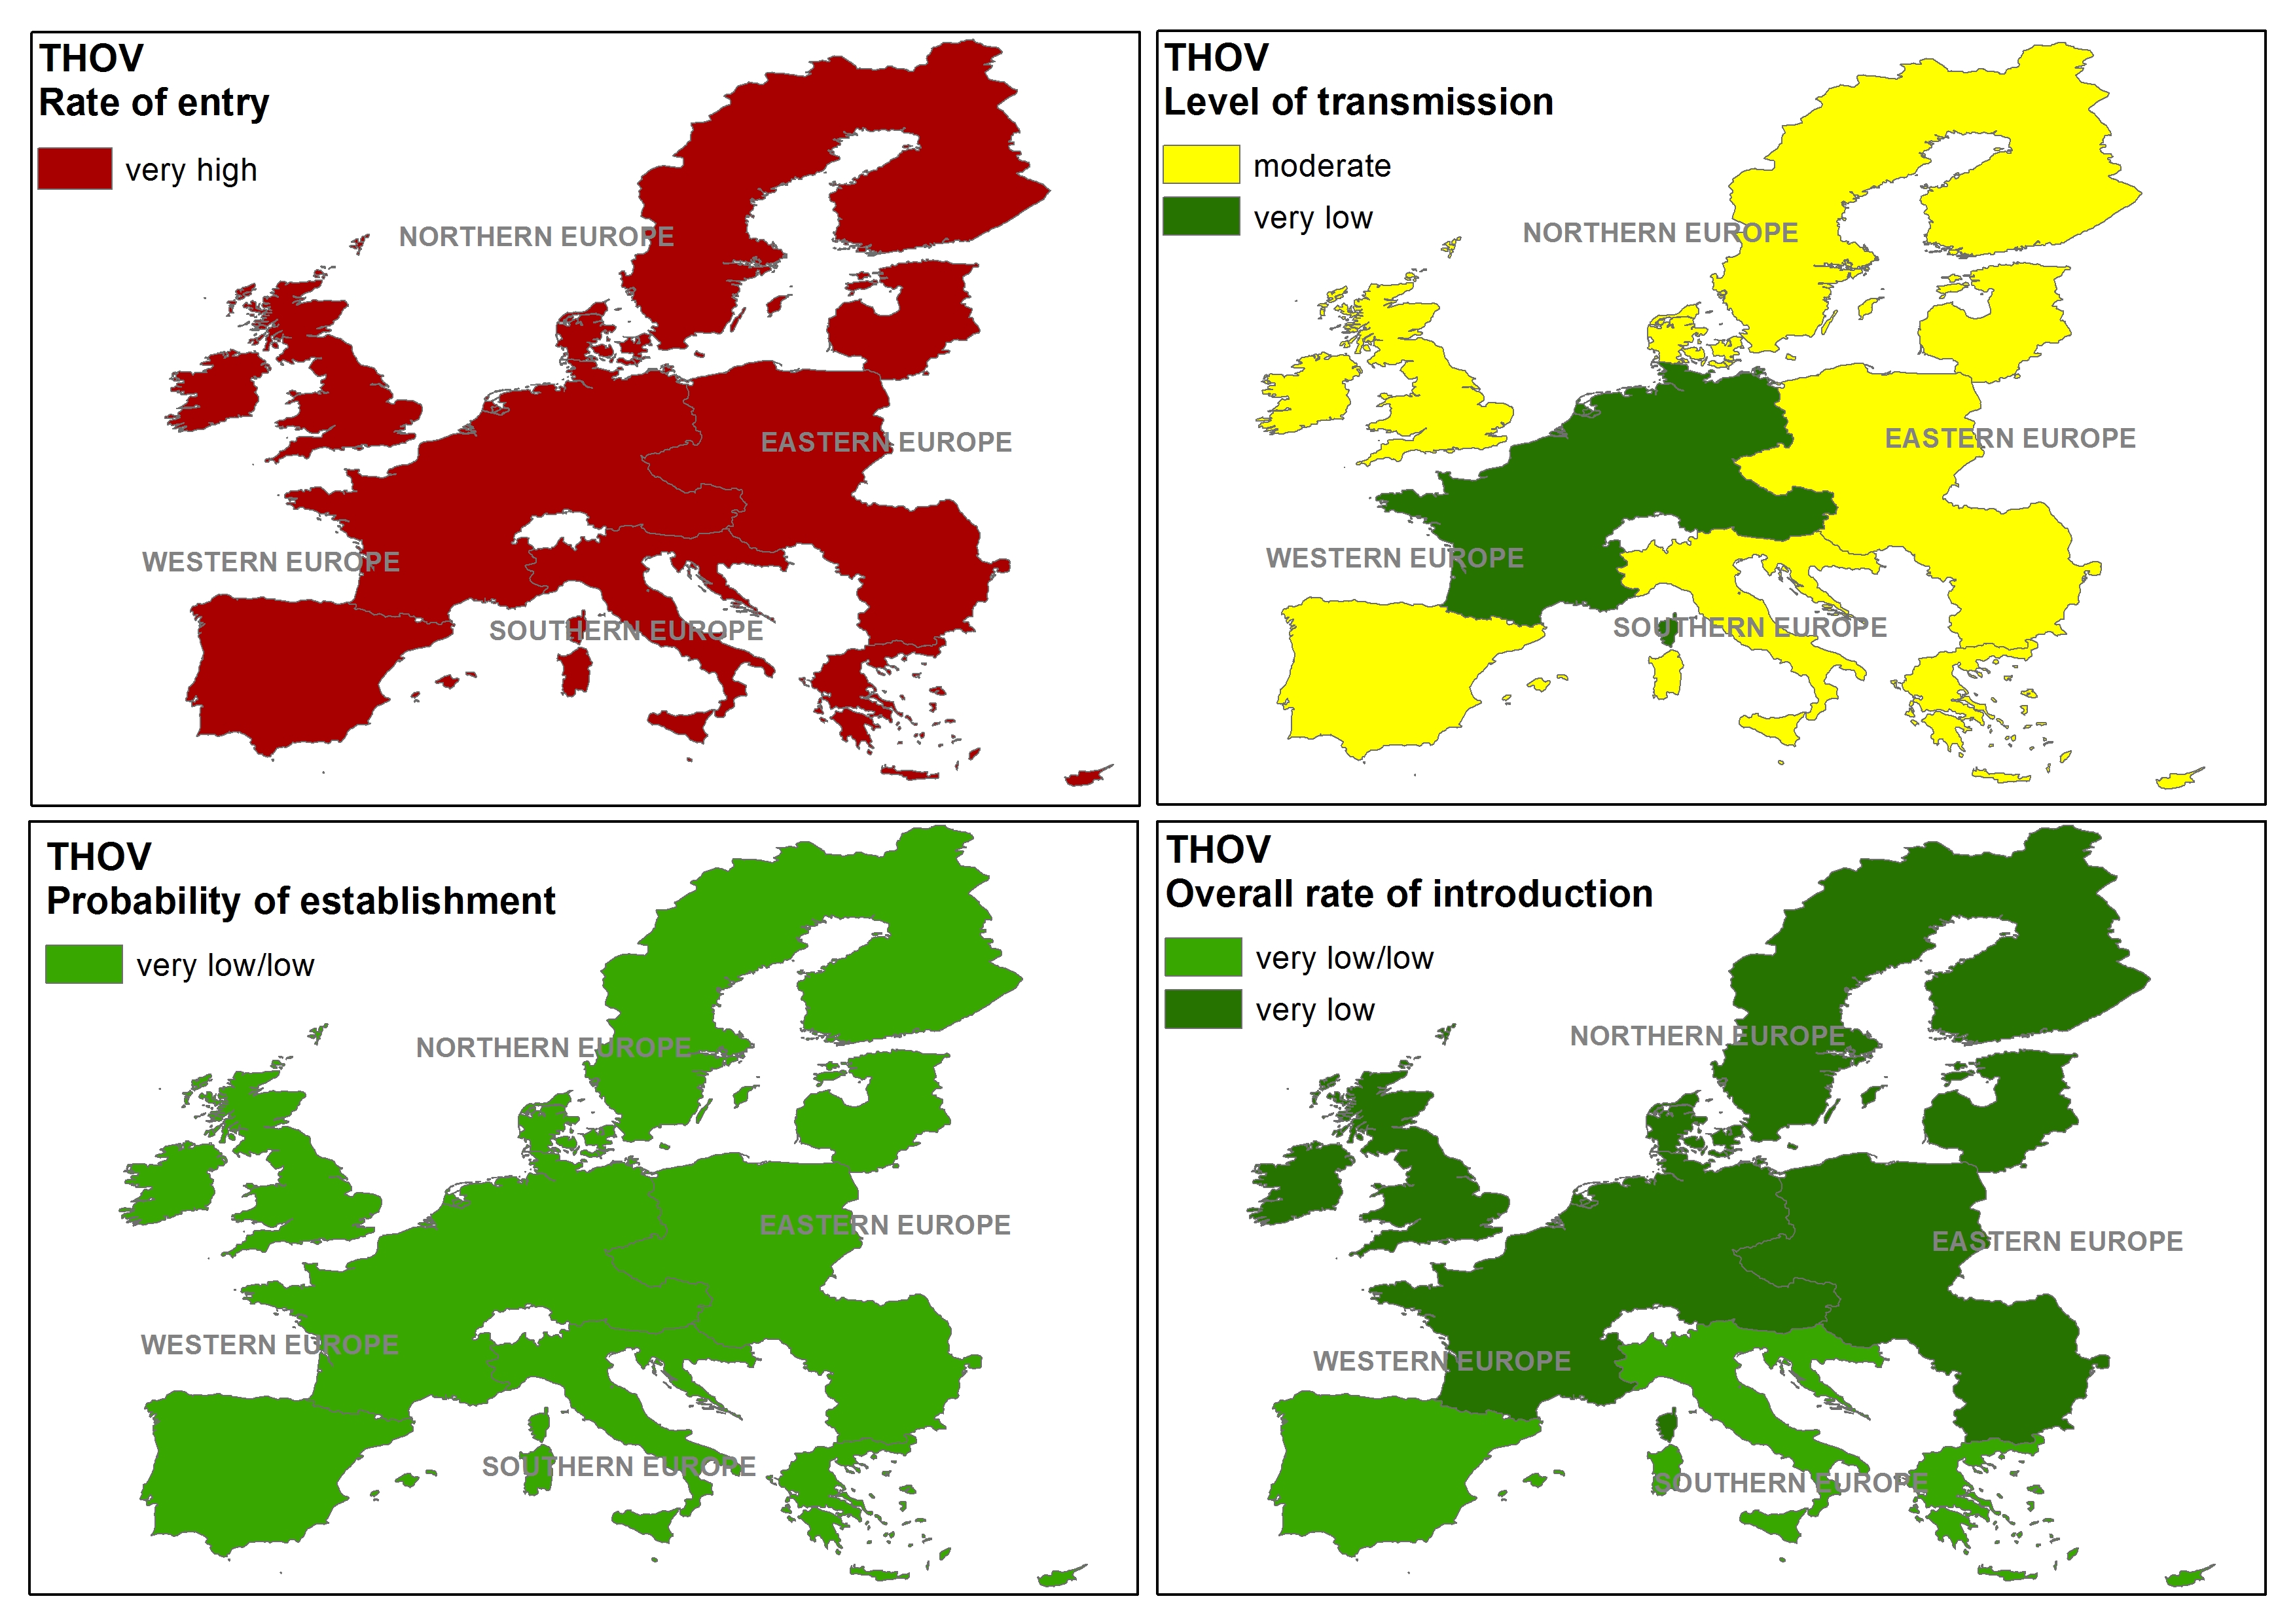 THOV
Rate of entry
very high
NORTHERN EUROPE
EASTERN EUROPE
WESTERN EUROPE
SOUTHERN EUROPE
THOV
Level of transmission
moderate
very low
NORTHERN EUROPE
EASTERN EUROPE
WESTERN EUROPE
SOUTHERN EUROPE
THOV
Probability of establishment
very low/low
NORTHERN EUROPE
EASTERN EUROPE
WESTERN EUROPE
SOUTHERN EUROPE
THOV
Overall rate of introduction
very low/low
very low
NORTHERN EUROPE
EASTERN EUROPE
WESTERN EUROPE
SOUTHERN EUROPE